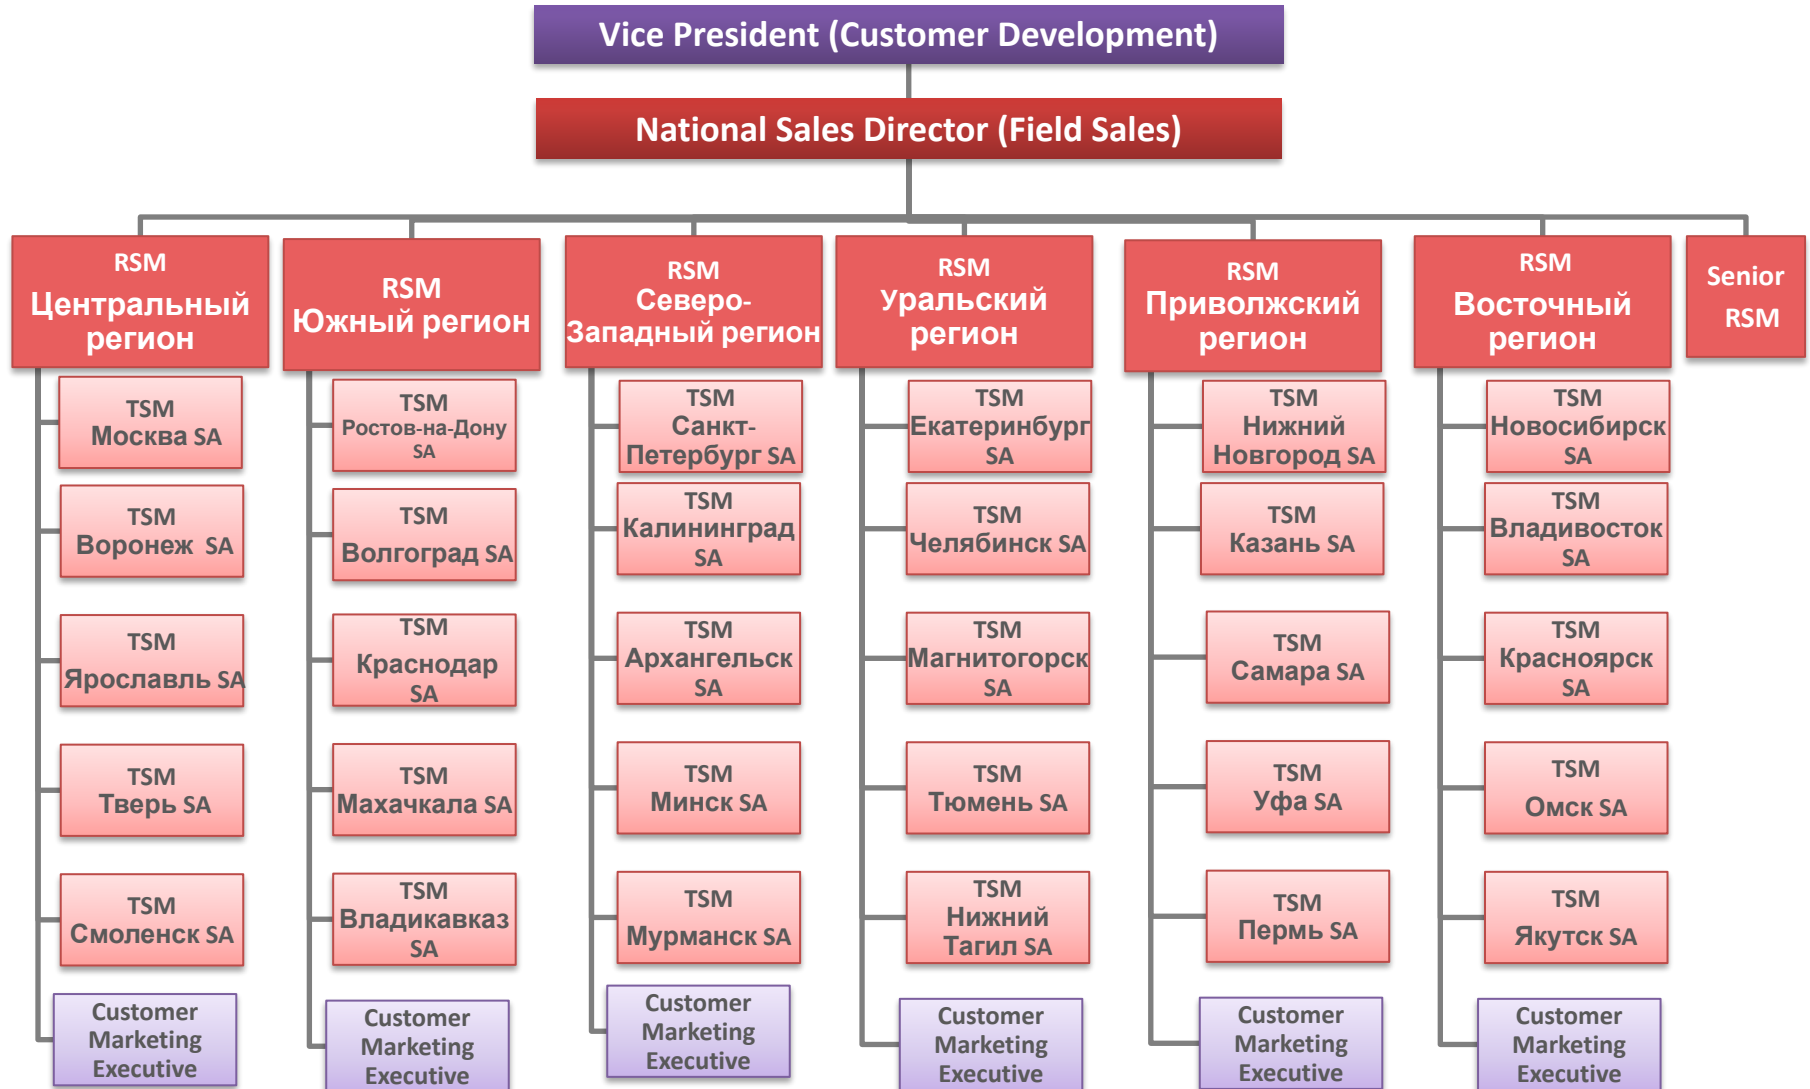 Vice President (Customer Development)
National Sales Director (Field Sales)
RSM
Центральный
регион
RSM
Южный регион
RSM
Северо-
Западный регион
RSM
Уральский
регион
RSM
Приволжский
регион
RSM
Восточный
регион
Senior
RSM
TSM
Москва SA
TSM
Воронеж SA
TSM
Ярославль SA
TSM
Тверь SA
TSM
Смоленск SA
Customer
Marketing
Executive
TSM
Ростов-на-Дону
SA
TSM
Волгоград SA
TSM
Краснодар
SA
TSM
Махачкала SA
TSM
Владикавказ
SA
Customer
Marketing
Executive
TSM
Санкт-
Петербург SA
TSM
Калининград
SA
TSM
Архангельск
SA
TSM
Минск SA
TSM
Мурманск SA
Customer
Marketing
Executive
TSM
Екатеринбург
SA
TSM
Челябинск SA
TSM
Магнитогорск
SA
TSM
Тюмень SA
TSM
Нижний
Тагил SA
Customer
Marketing
Executive
TSM
Нижний
Новгород SA
TSM
Казань SA
TSM
Самара SA
TSM
Уфа SA
TSM
Пермь SA
Customer
Marketing
Executive
TSM
Новосибирск
SA
TSM
Владивосток
SA
TSM
Красноярск
SA
TSM
Омск SA
TSM
Якутск SA
Customer
Marketing
Executive